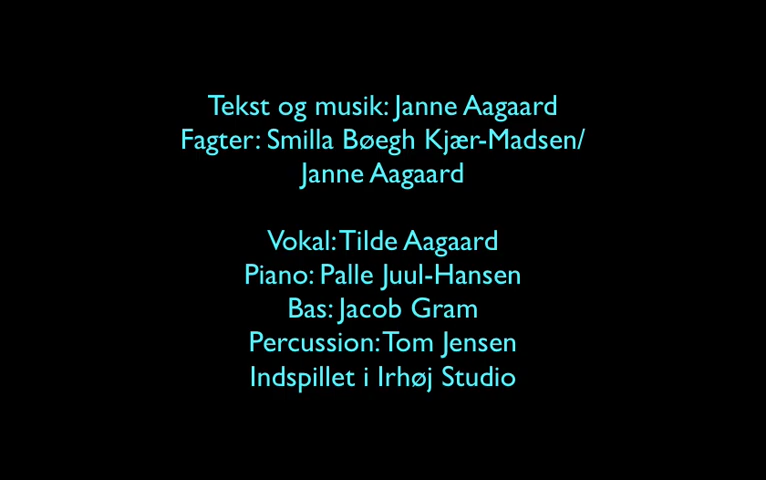 Tekst og musik: Janne Aagaard
Fagter: Smilla Bøegh Kjær-Madsen/
Janne Aagaard
Vokal: Tilde Aagaard
Piano: Palle Juul-Hansen
Bas: Jacob Gram
Percussion: Tom Jensen
Indspillet i Irhøj Studio